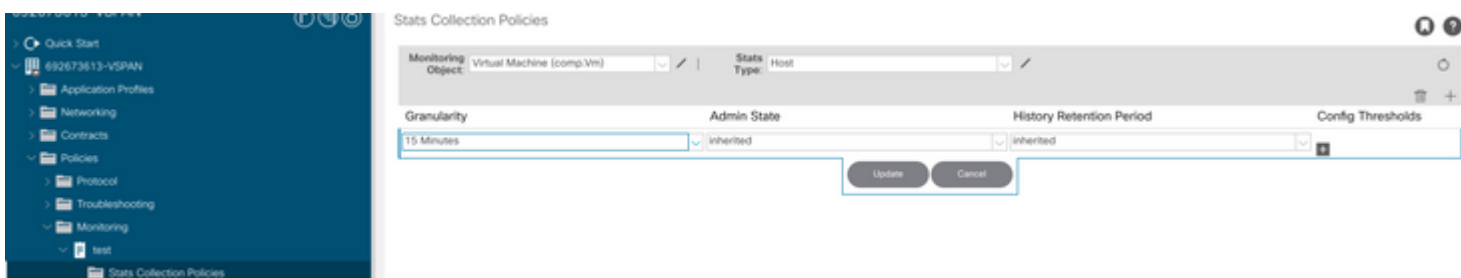 692673613-VSPAN
Quick Start
692673613-VSPAN
Application Profiles
Networking
Contracts
Policies
Protocol
Troubleshooting
Monitoring
test
Stats Collection Policies
Stats Collection Policies
Monitoring Object: Virtual Machine (comp:Vm) Stats Type: Host
Granularity Admin State History Retention Period Config Thresholds
15 Minutes inherited inherited
Update Cancel